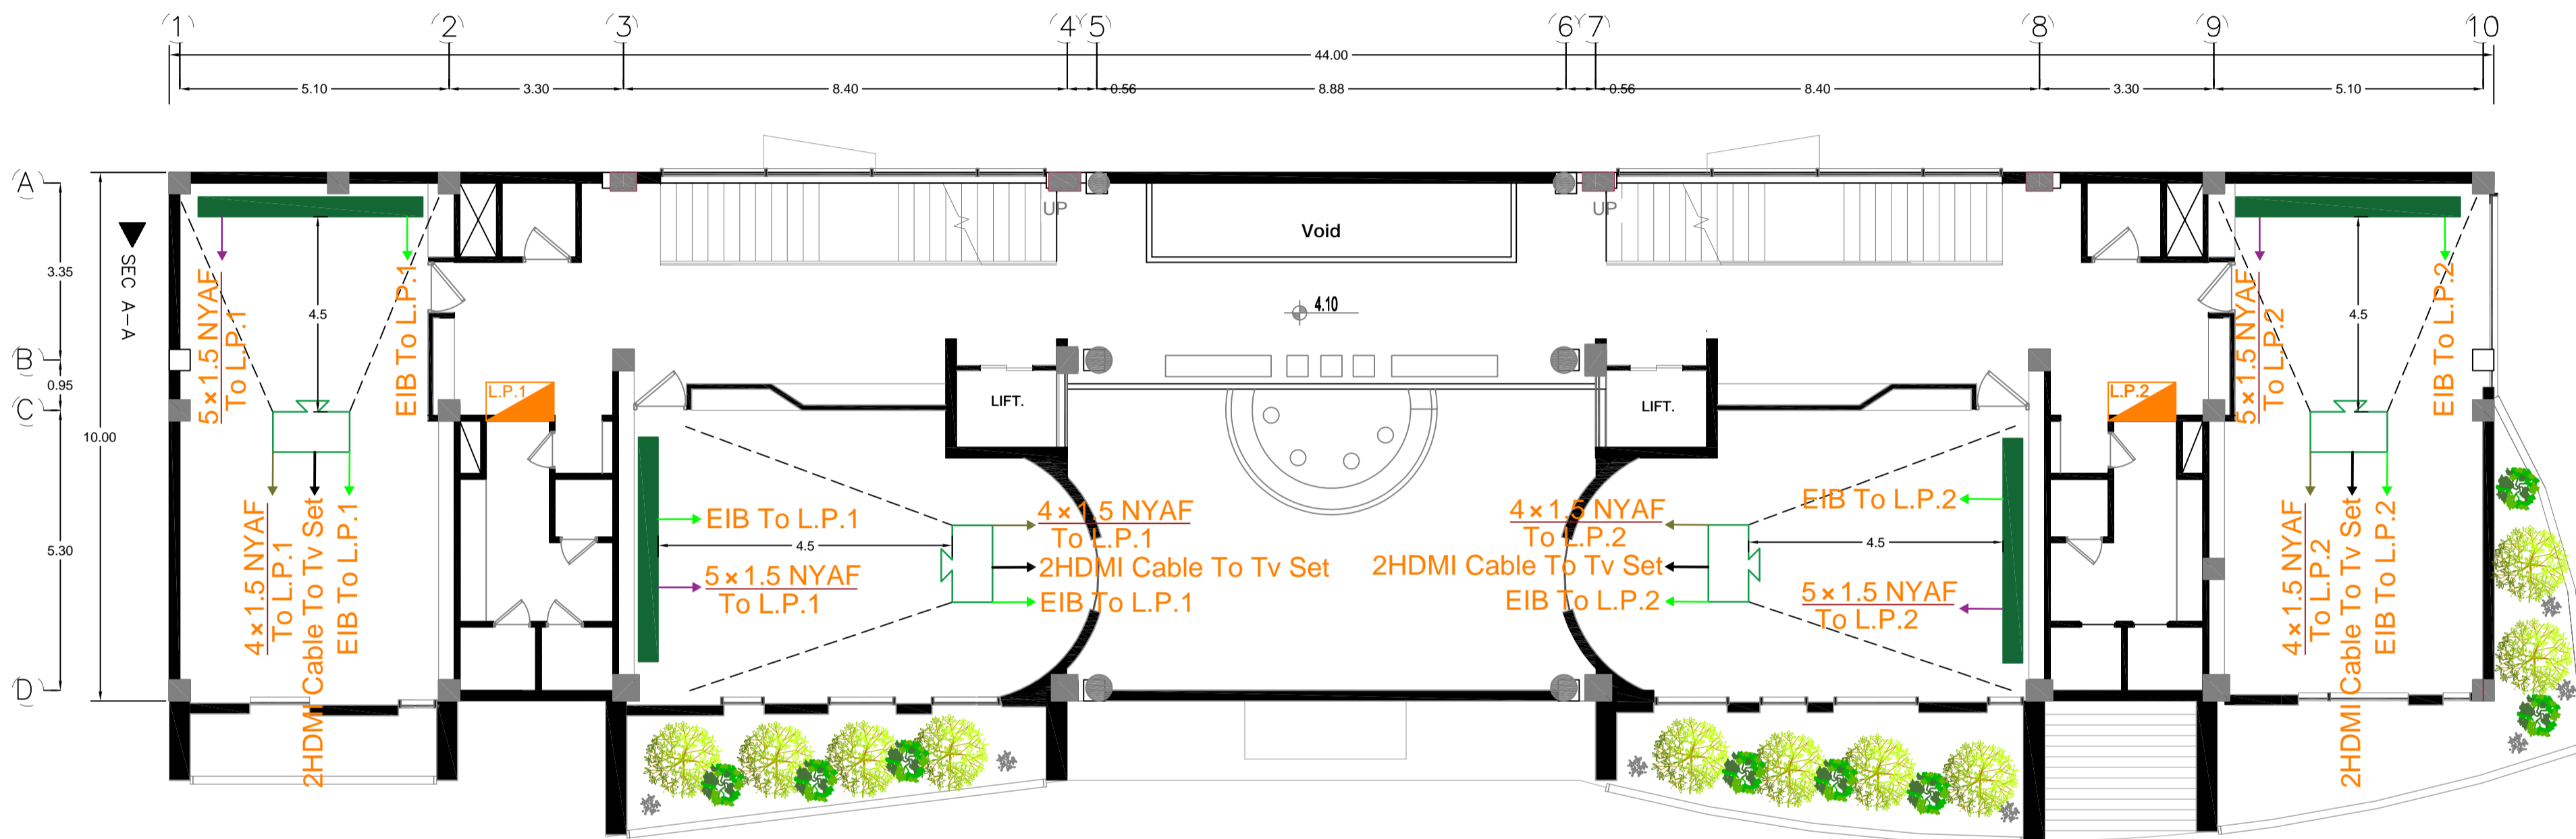 (1) (2) (3) (4) (5) (6) (7) (8) (9) (10)
44.00
5.10 3.30 8.40 0.56 8.88 0.56 8.40 3.30 5.10
(A)
(B)
(C)
(D)
10.00
3.35
0.95
5.30
SEC A-A
5×1.5 NYAF
To L.P.1
4.5
EIB To L.P.1
4×1.5 NYAF
To L.P.1
2HDMI Cable To Tv Set
EIB To L.P.1
L.P.1
UP
Void
UP
4.10
LIFT.
LIFT.
EIB To L.P.1
4.5
5×1.5 NYAF
To L.P.1
4×1.5 NYAF
To L.P.1
2HDMI Cable To Tv Set
EIB To L.P.1
4×1.5 NYAF
To L.P.2
2HDMI Cable To Tv Set
EIB To L.P.2
EIB To L.P.2
4.5
5×1.5 NYAF
To L.P.2
L.P.2
5×1.5 NYAF
To L.P.2
4.5
EIB To L.P.2
4×1.5 NYAF
To L.P.2
2HDMI Cable To Tv Set
EIB To L.P.2